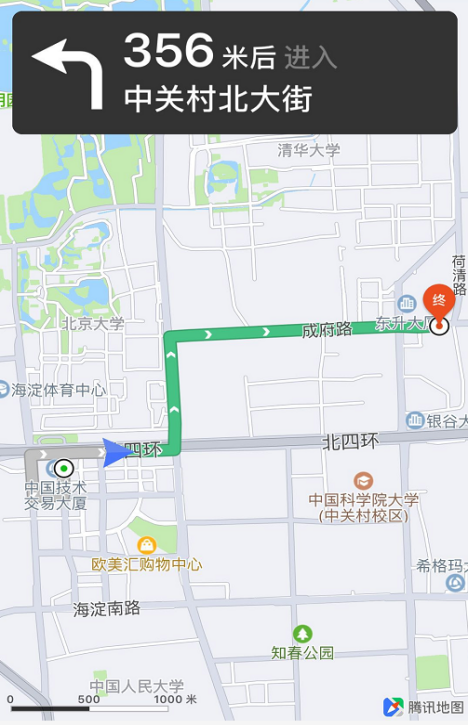 356 米后 进入
中关村北大街
清华大学
荷清路
终
北京大学
成府路
东升大厦
海淀体育中心
银谷大
四环
北四环
中国技术
交易大厦
中国科学院大学
(中关村校区)
欧美汇购物中心
希格玛大
海淀南路
知春公园
中国人民大学
0 500 1000 米
腾讯地图